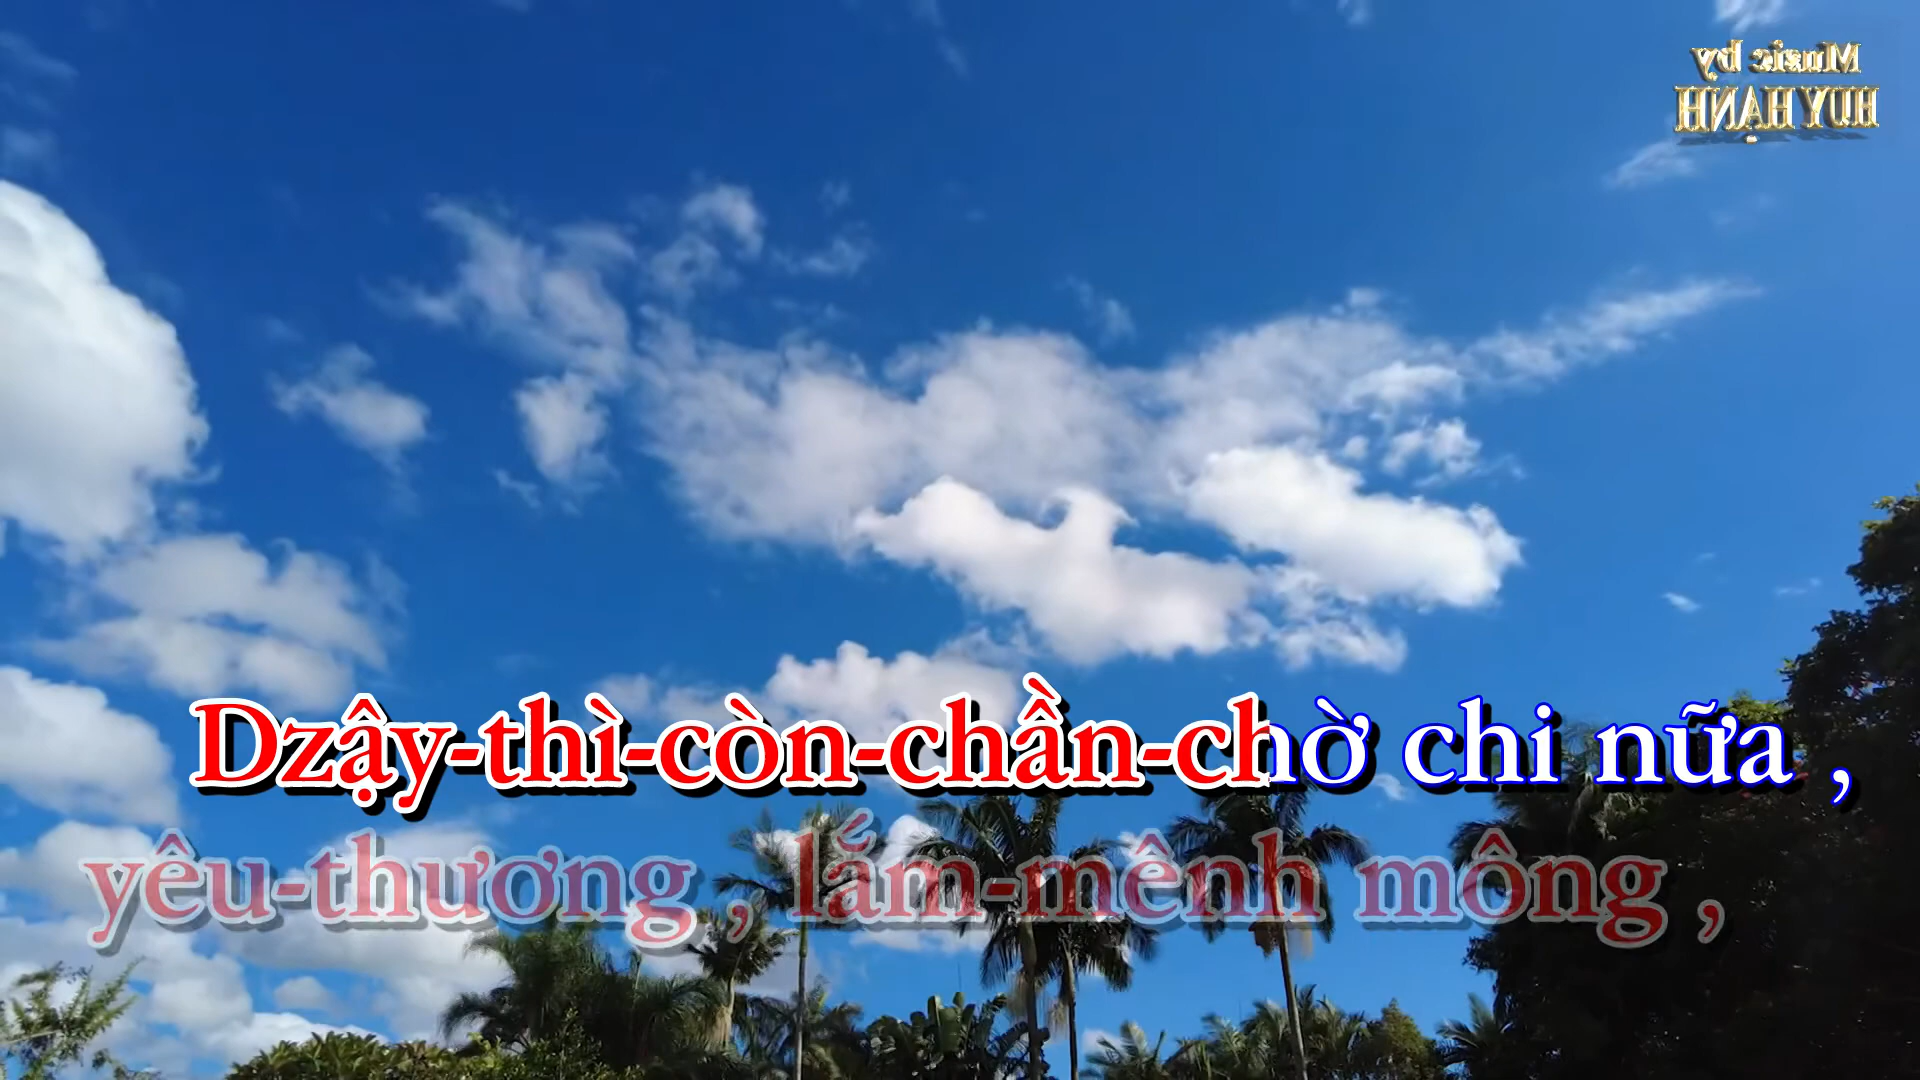 Music by
HUY HẠNH
Dzậy-thì-còn-chần-chờ chi nữa ,
yêu-thương , lắm-mênh mông ,